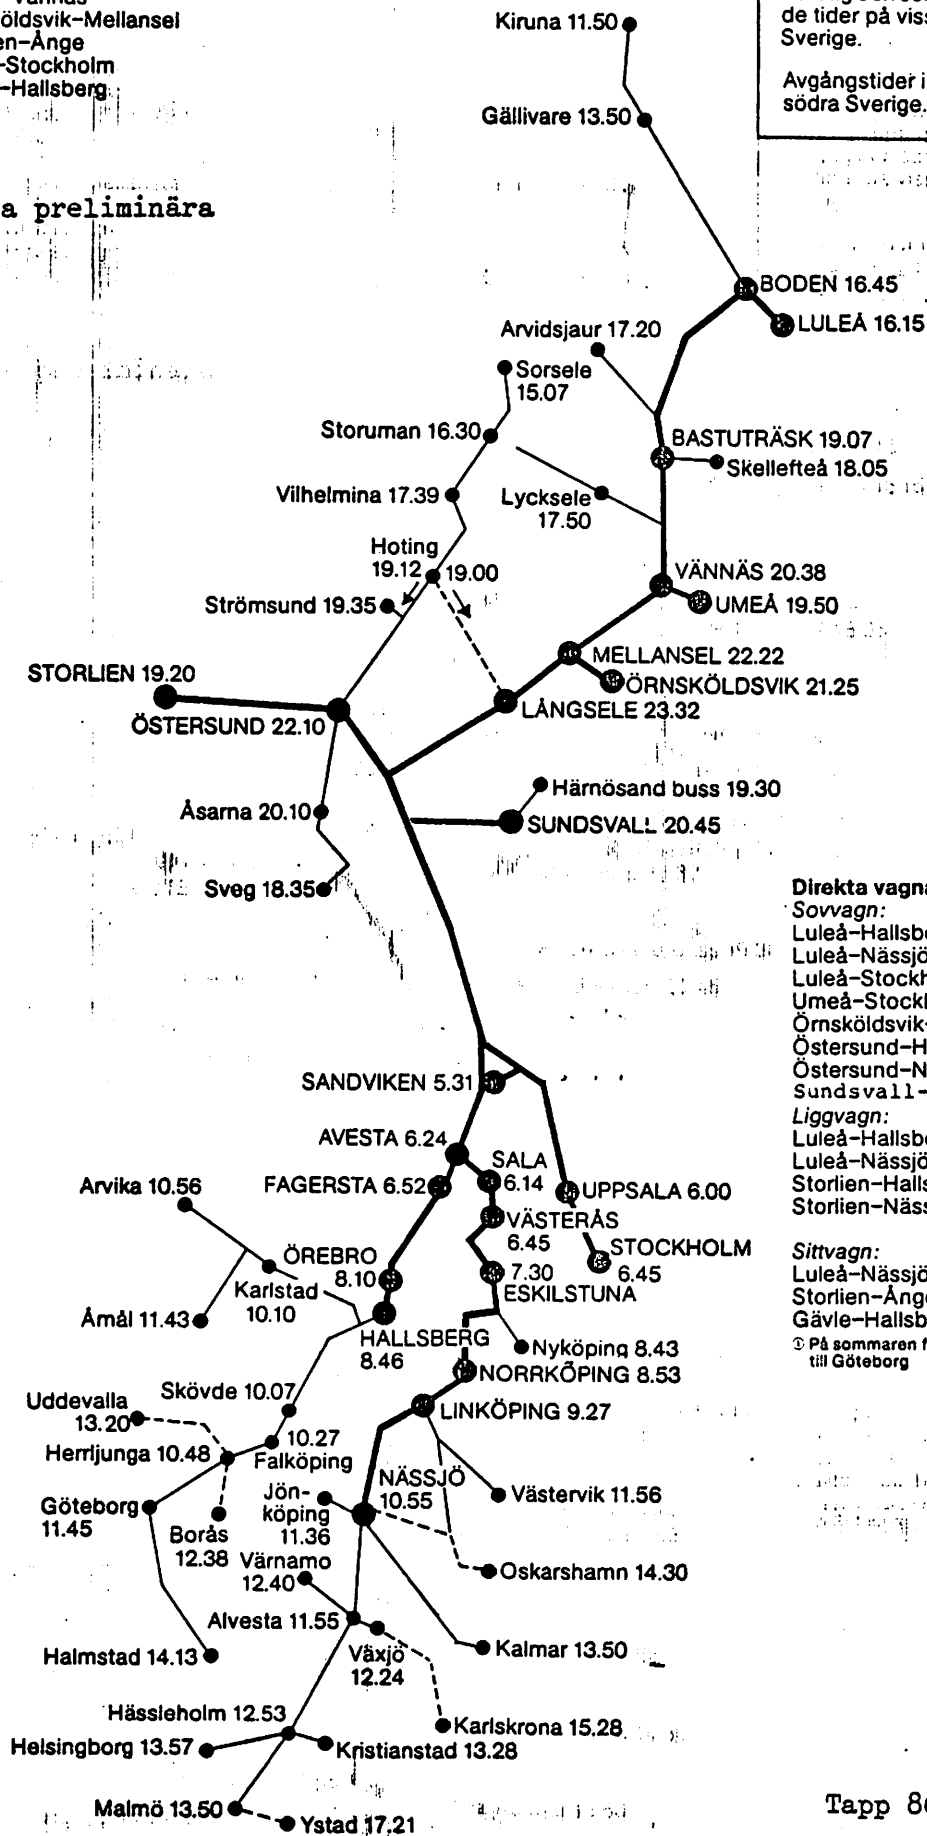 öldsvik–Mellansel
en–Ånge
–Stockholm
–Hallsberg
Kiruna 11.50
de tider på viss
Sverige.
Avgångstider i
södra Sverige.
Gällivare 13.50
a preliminära
BODEN 16.45
LULEÅ 16.15
Arvidsjaur 17.20
Sorsele
15.07
Storuman 16.30
BASTUTRÄSK 19.07
Skellefteå 18.05
Vilhelmina 17.39
Lycksele
17.50
Hoting
19.12
19.00
VÄNNÄS 20.38
Strömsund 19.35
UMEÅ 19.50
MELLANSEL 22.22
STORLIEN 19.20
ÖRNSKÖLDSVIK 21.25
LÅNGSELE 23.32
ÖSTERSUND 22.10
Härnösand buss 19.30
Åsarna 20.10
SUNDSVALL 20.45
Sveg 18.35
Direkta vagna
Sovvagn:
Luleå–Hallsbe
Luleå–Nässjö
Luleå–Stockh
Umeå–Stockh
Örnsköldsvik–
Östersund–H
Östersund–N
Sundsvall–
Liggvagn:
Luleå–Hallsbe
Luleå–Nässjö
Storlien–Halls
Storlien–Näss
Sittvagn:
Luleå–Nässjö
Storlien–Ånge
Gävle–Hallsb
① På sommaren f
till Göteborg
SANDVIKEN 5.31
AVESTA 6.24
SALA
6.14
Arvika 10.56
FAGERSTA 6.52
UPPSALA 6.00
VÄSTERÅS
6.45
STOCKHOLM
6.45
ÖREBRO
8.10
7.30
ESKILSTUNA
Karlstad
10.10
Åmål 11.43
HALLSBERG
8.46
Nyköping 8.43
NORRKÖPING 8.53
Skövde 10.07
Uddevalla
13.20
LINKÖPING 9.27
10.27
Falköping
Herrljunga 10.48
NÄSSJÖ
10.55
Jön-
köping
11.36
Västervik 11.56
Göteborg
11.45
Borås
12.38
Värnamo
12.40
Oskarshamn 14.30
Alvesta 11.55
Halmstad 14.13
Växjö
12.24
Kalmar 13.50
Hässleholm 12.53
Karlskrona 15.28
Helsingborg 13.57
Kristianstad 13.28
Malmö 13.50
Ystad 17.21
Tapp 80